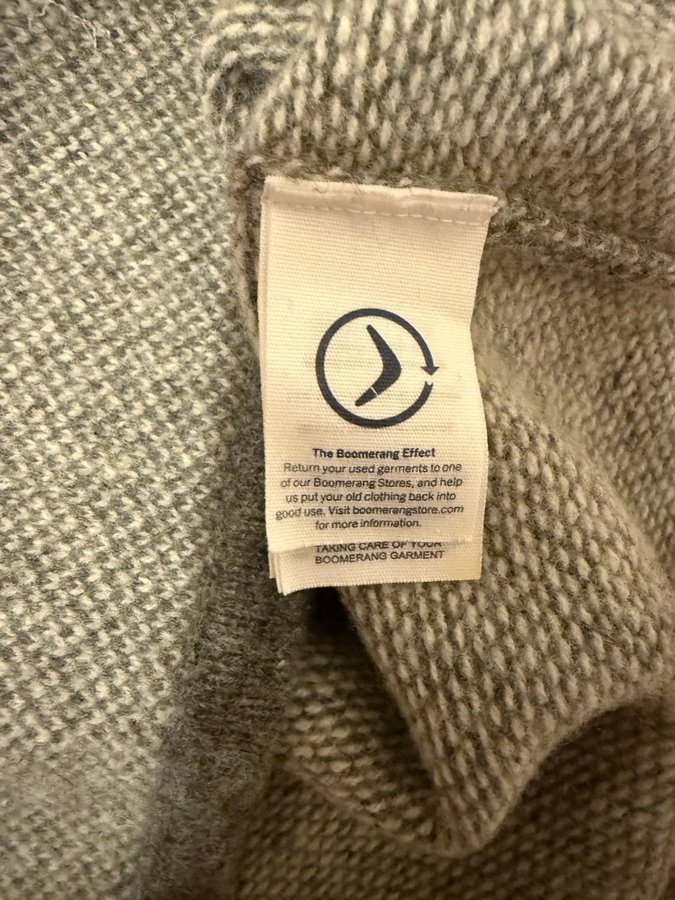 The Boomerang Effect
Return your used garments to one
of our Boomerang Stores, and help
us put your old clothing back into
good use. Visit boomerangstore.com
for more information.
TAKING CARE OF YOUR
BOOMERANG GARMENT